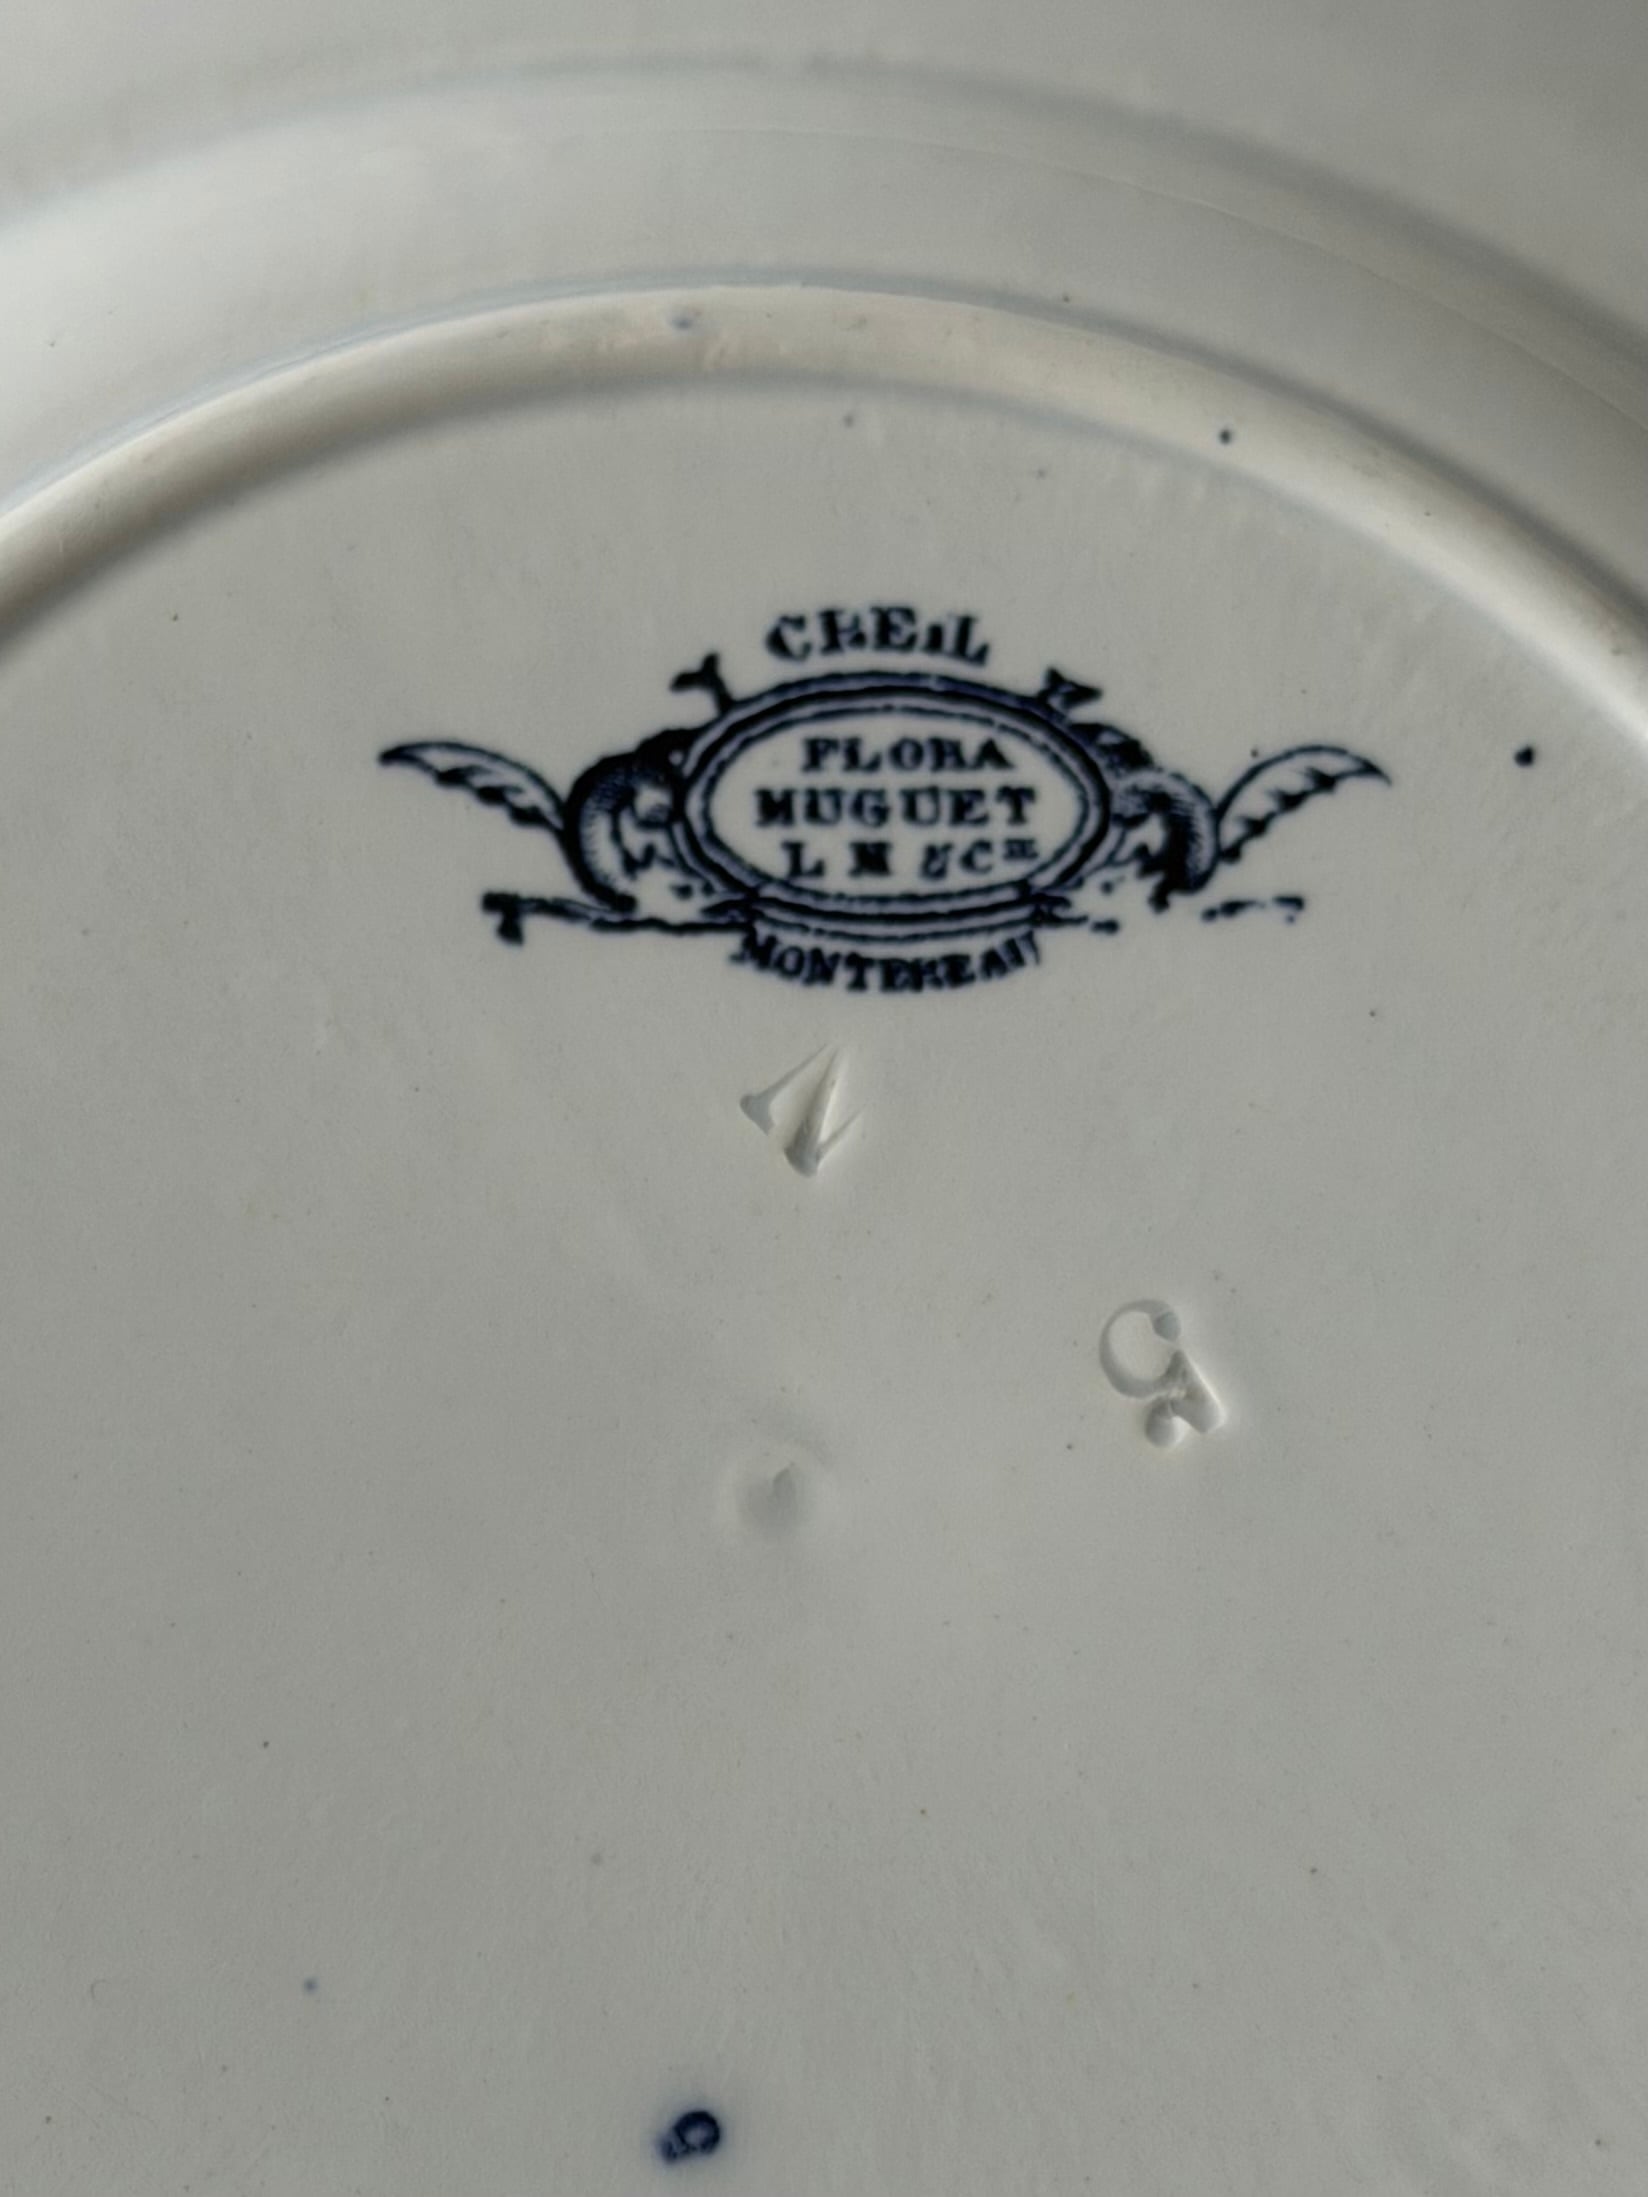 CREIL
FLORA
MUGUET
L M & Cie
MONTEREAU